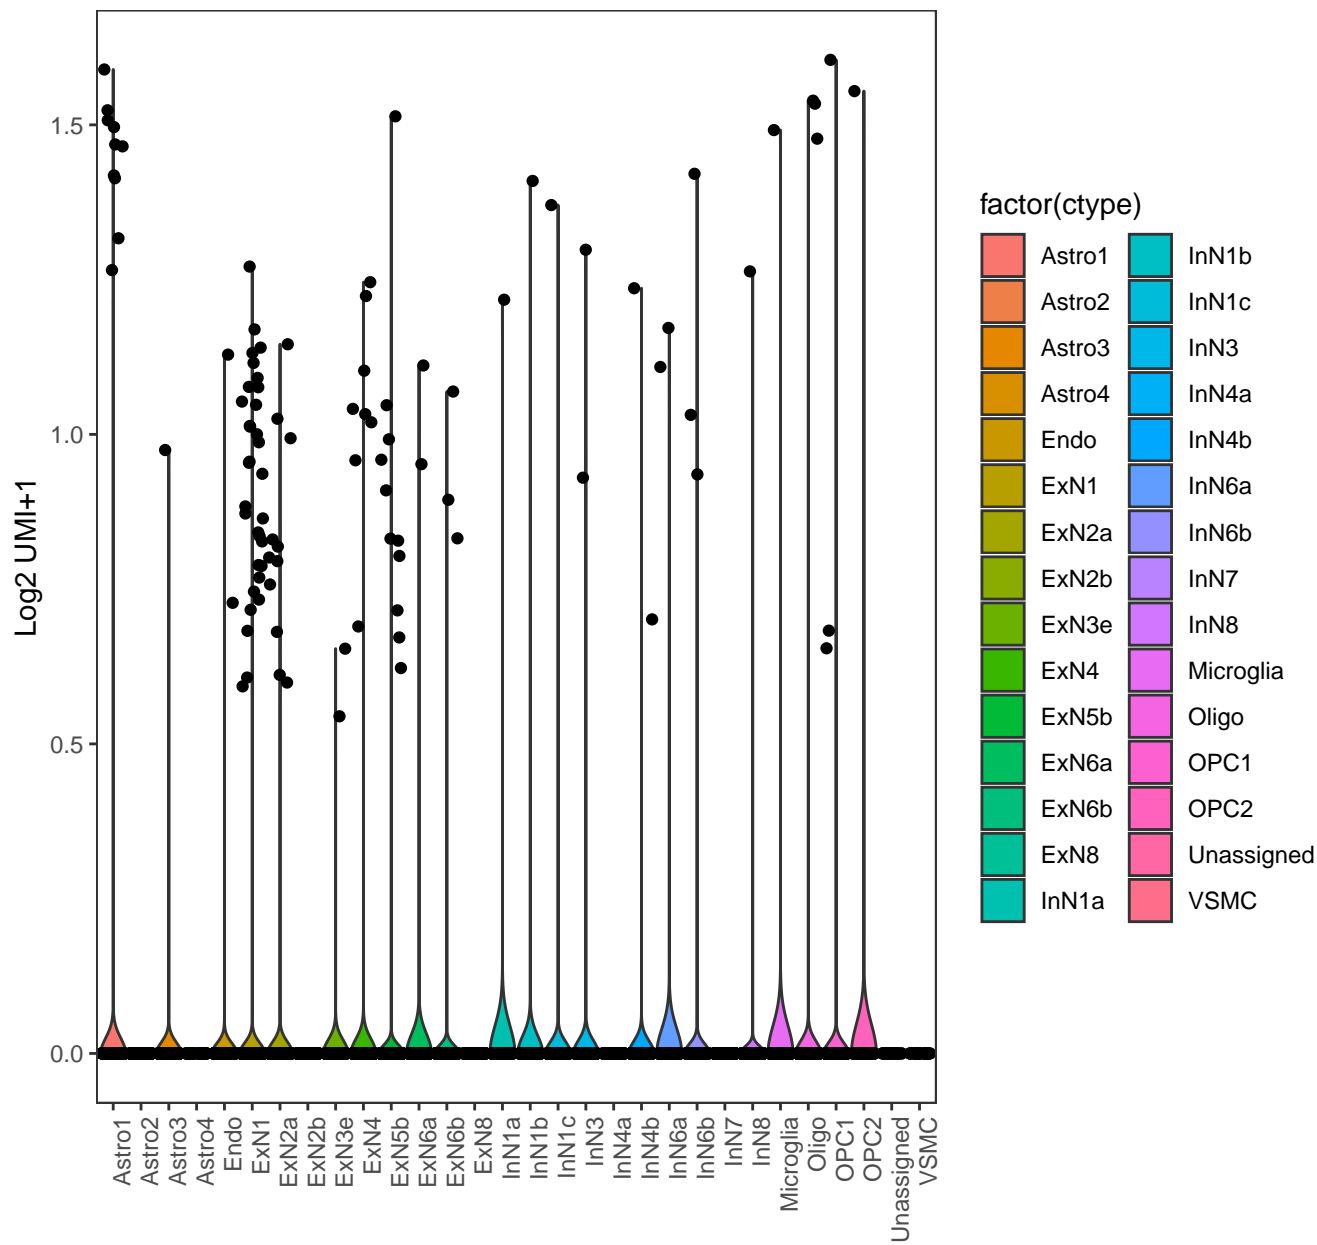 Log2 UMI+1
1.5
1.0
0.5
0.0
Astro1
Astro2
Astro3
Astro4
Endo
ExN1
ExN2a
ExN2b
ExN3e
ExN4
ExN5b
ExN6a
ExN6b
ExN8
InN1a
InN1b
InN1c
InN3
InN4a
InN4b
InN6a
InN6b
InN7
InN8
Microglia
Oligo
OPC1
OPC2
Unassigned
VSMC
factor(ctype)
Astro1
Astro2
Astro3
Astro4
Endo
ExN1
ExN2a
ExN2b
ExN3e
ExN4
ExN5b
ExN6a
ExN6b
ExN8
InN1a
InN1b
InN1c
InN3
InN4a
InN4b
InN6a
InN6b
InN7
InN8
Microglia
Oligo
OPC1
OPC2
Unassigned
VSMC